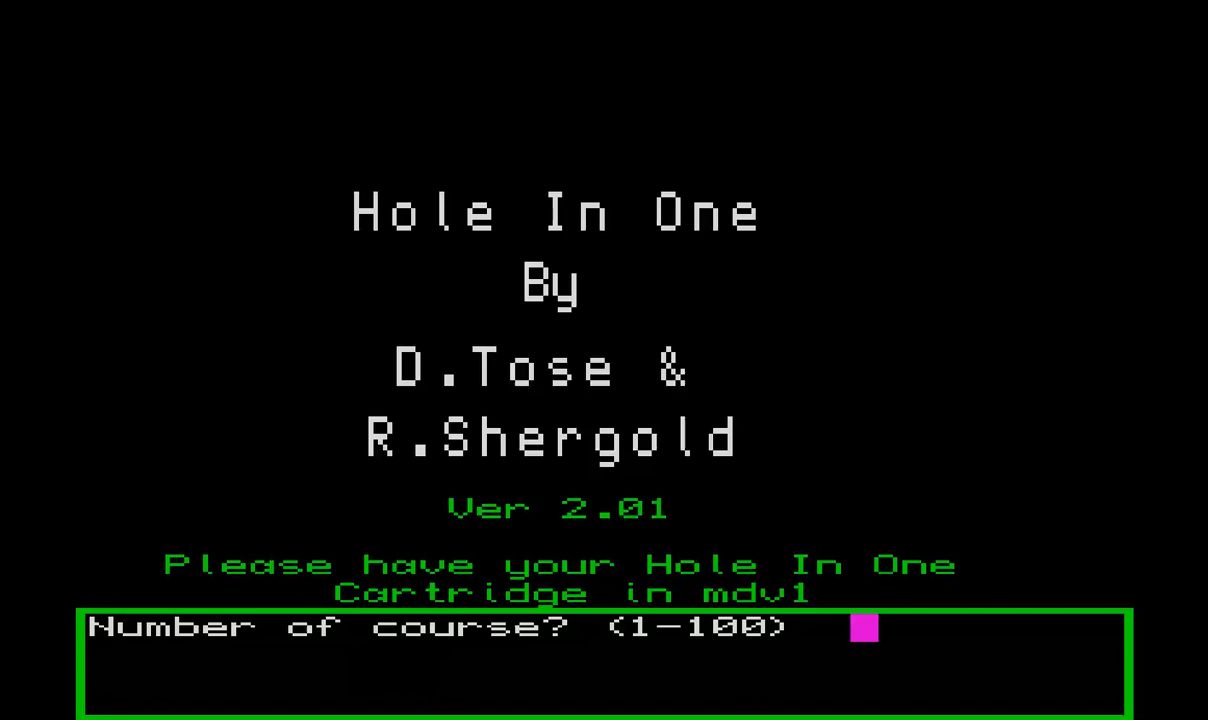 Hole In One
By
D.Tose &
R.Shergold
Ver 2.01
Please have your Hole In One
Cartridge in mdv1
Number of course? (1-100)